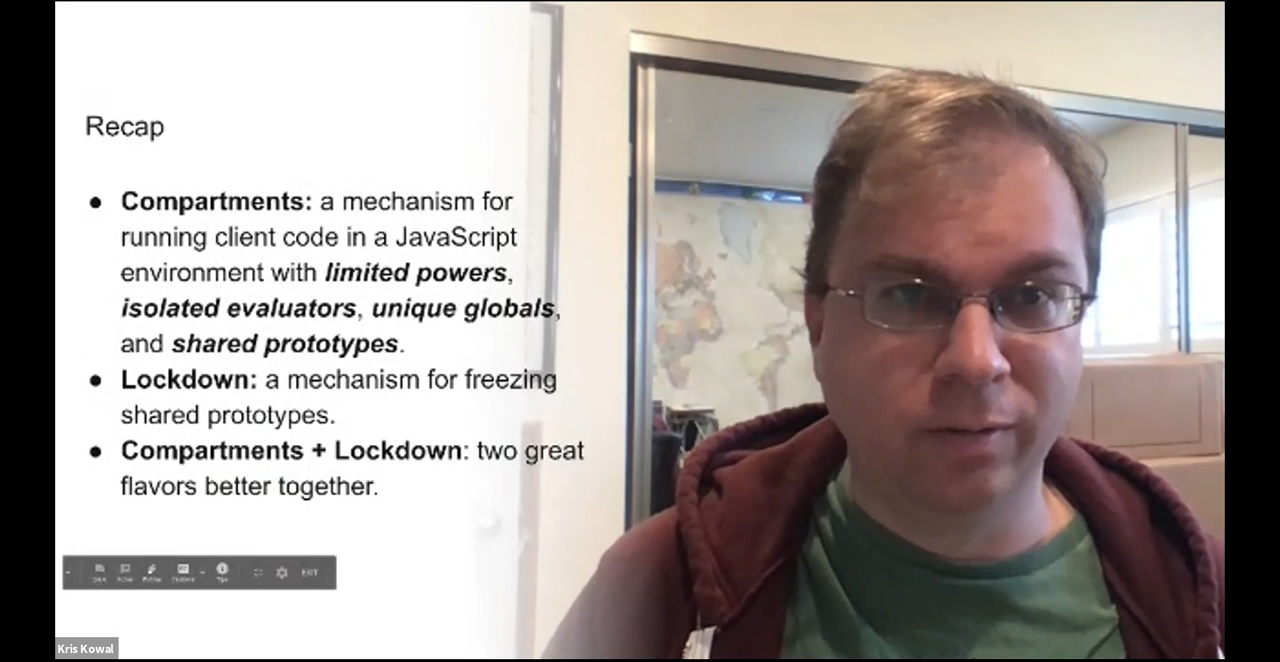 Recap
● Compartments: a mechanism for
running client code in a JavaScript
environment with limited powers,
isolated evaluators, unique globals,
and shared prototypes.
● Lockdown: a mechanism for freezing
shared prototypes.
● Compartments + Lockdown: two great
flavors better together.
EXIT
Kris Kowal